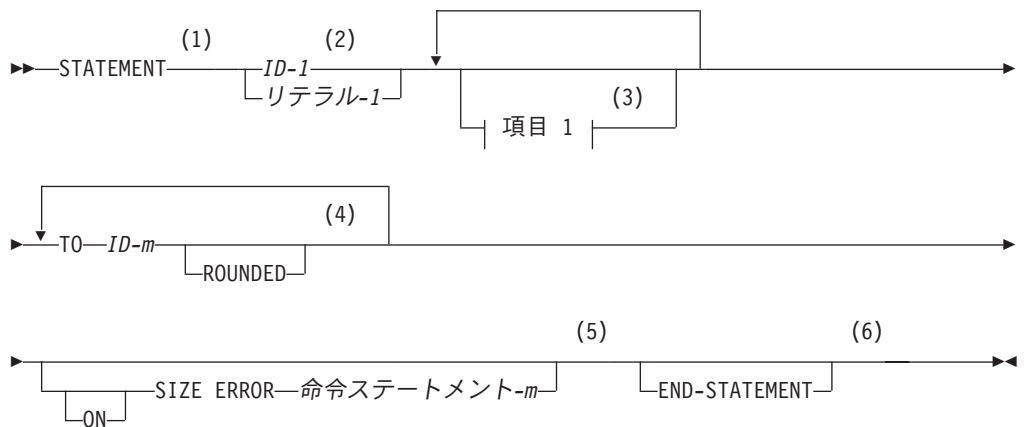 (1) (2)
STATEMENT ID-1
リテラル-1 (3)
項目 1
(4)
TO ID-m
ROUNDED
(5) (6)
SIZE ERROR 命令ステートメント-m END-STATEMENT
ON